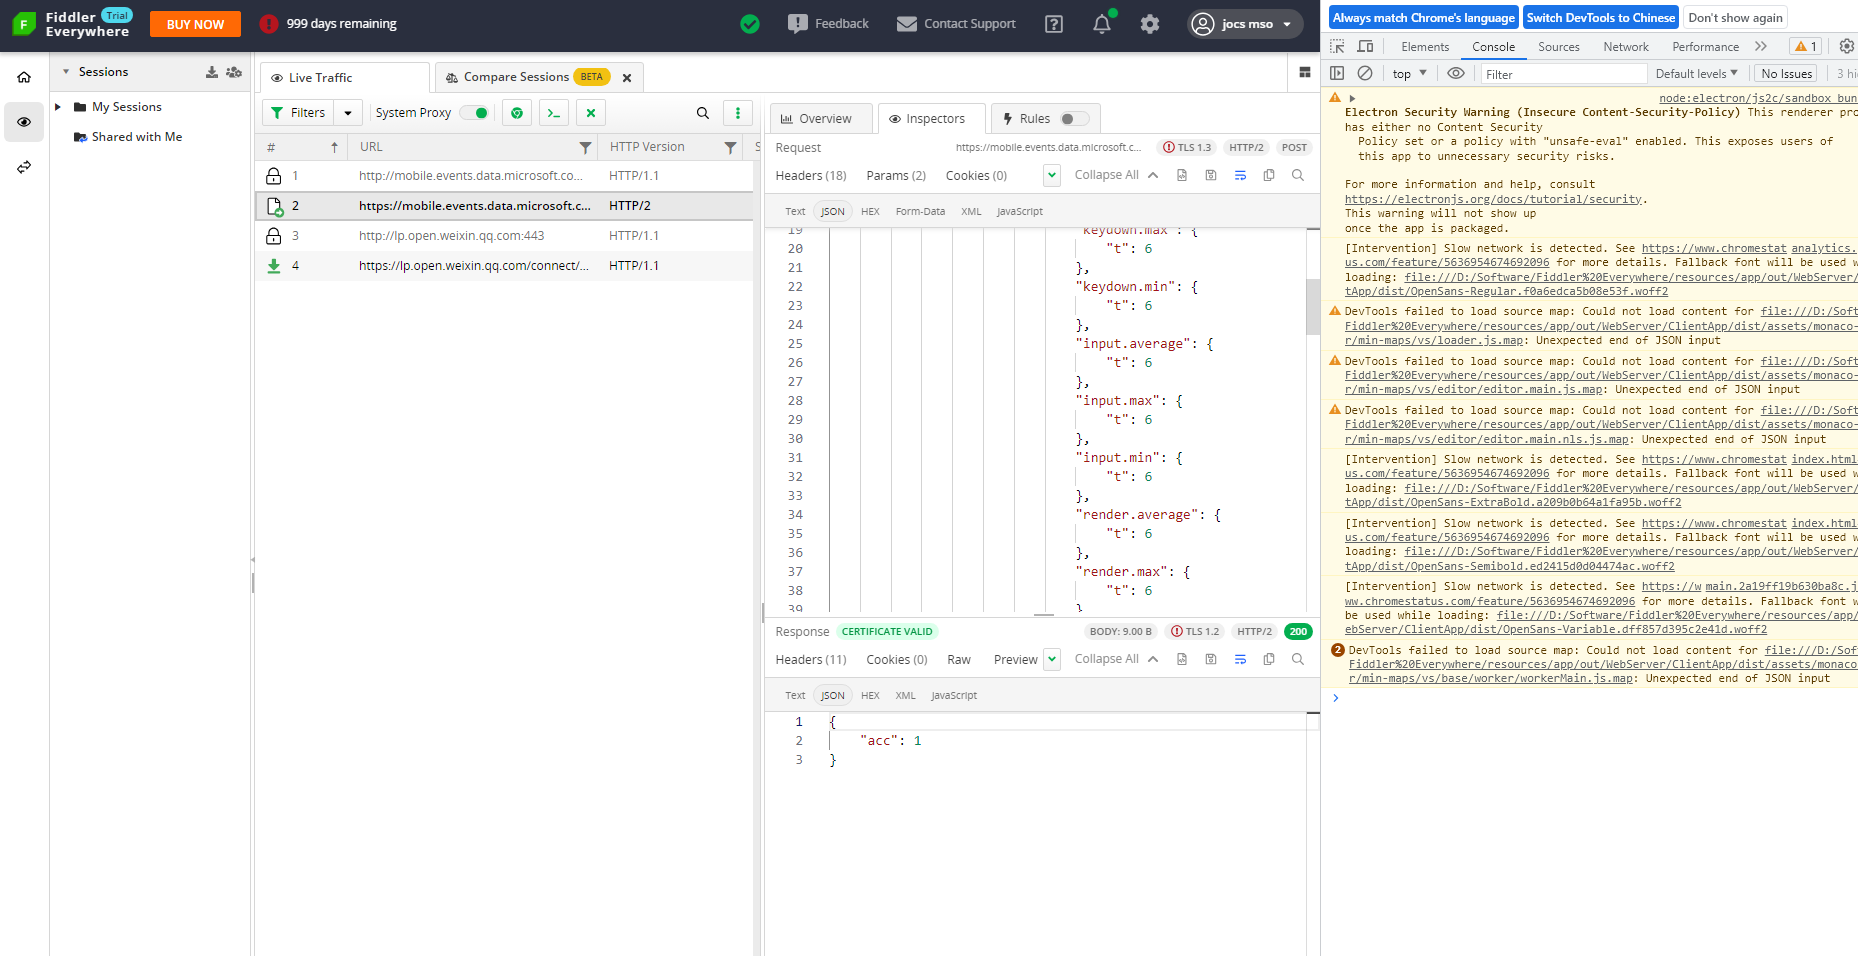 Fiddler Trial
Everywhere
BUY NOW
999 days remaining
Feedback
Contact Support
jocs mso
Sessions
My Sessions
Shared with Me
Live Traffic
Compare Sessions BETA
Filters
System Proxy
# URL HTTP Version S
1 http://mobile.events.data.microsoft.co... HTTP/1.1
2 https://mobile.events.data.microsoft.c... HTTP/2
3 http://lp.open.weixin.qq.com:443 HTTP/1.1
4 https://lp.open.weixin.qq.com/connect/... HTTP/1.1
Overview
Inspectors
Rules
Request https://mobile.events.data.microsoft.c... TLS 1.3 HTTP/2 POST
Headers (18) Params (2) Cookies (0) Collapse All
Text JSON HEX Form-Data XML JavaScript
19 "keydown.max": {
20 "t": 6
21 },
22 "keydown.min": {
23 "t": 6
24 },
25 "input.average": {
26 "t": 6
27 },
28 "input.max": {
29 "t": 6
30 },
31 "input.min": {
32 "t": 6
33 },
34 "render.average": {
35 "t": 6
36 },
37 "render.max": {
38 "t": 6
39 }
Response CERTIFICATE VALID BODY: 9.00 B TLS 1.2 HTTP/2 200
Headers (11) Cookies (0) Raw Preview Collapse All
Text JSON HEX XML JavaScript
1 {
2 "acc": 1
3 }
Always match Chrome's language Switch DevTools to Chinese Don't show again
Elements Console Sources Network Performance 1
top Filter Default levels No Issues 3 hi
node:electron/js2c/sandbox_bun
Electron Security Warning (Insecure Content-Security-Policy) This renderer pro
has either no Content Security
Policy set or a policy with "unsafe-eval" enabled. This exposes users of
this app to unnecessary security risks.
For more information and help, consult
https://electronjs.org/docs/tutorial/security.
This warning will not show up
once the app is packaged.
[Intervention] Slow network is detected. See https://www.chromestat analytics.
us.com/feature/5636954674692096 for more details. Fallback font will be used w
loading: file:///D:/Software/Fiddler%20Everywhere/resources/app/out/WebServer/
tApp/dist/OpenSans-Regular.f0a6edca5b08e53f.woff2
DevTools failed to load source map: Could not load content for file:///D:/Soft
Fiddler%20Everywhere/resources/app/out/WebServer/ClientApp/dist/assets/monaco-
r/min-maps/vs/loader.js.map: Unexpected end of JSON input
DevTools failed to load source map: Could not load content for file:///D:/Soft
Fiddler%20Everywhere/resources/app/out/WebServer/ClientApp/dist/assets/monaco-
r/min-maps/vs/editor/editor.main.js.map: Unexpected end of JSON input
DevTools failed to load source map: Could not load content for file:///D:/Soft
Fiddler%20Everywhere/resources/app/out/WebServer/ClientApp/dist/assets/monaco-
r/min-maps/vs/editor/editor.main.nls.js.map: Unexpected end of JSON input
[Intervention] Slow network is detected. See https://www.chromestat index.html
us.com/feature/5636954674692096 for more details. Fallback font will be used w
loading: file:///D:/Software/Fiddler%20Everywhere/resources/app/out/WebServer/
tApp/dist/OpenSans-ExtraBold.a209b0b64a1fa95b.woff2
[Intervention] Slow network is detected. See https://www.chromestat index.html
us.com/feature/5636954674692096 for more details. Fallback font will be used w
loading: file:///D:/Software/Fiddler%20Everywhere/resources/app/out/WebServer/
tApp/dist/OpenSans-Semibold.ed2415d0d04474ac.woff2
[Intervention] Slow network is detected. See https://w main.2a19ff19b630ba8c.j
ww.chromestatus.com/feature/5636954674692096 for more details. Fallback font w
be used while loading: file:///D:/Software/Fiddler%20Everywhere/resources/app/
ebServer/ClientApp/dist/OpenSans-Variable.dff857d395c2e41d.woff2
2 DevTools failed to load source map: Could not load content for file:///D:/Sof
Fiddler%20Everywhere/resources/app/out/WebServer/ClientApp/dist/assets/monaco
r/min-maps/vs/base/worker/workerMain.js.map: Unexpected end of JSON input